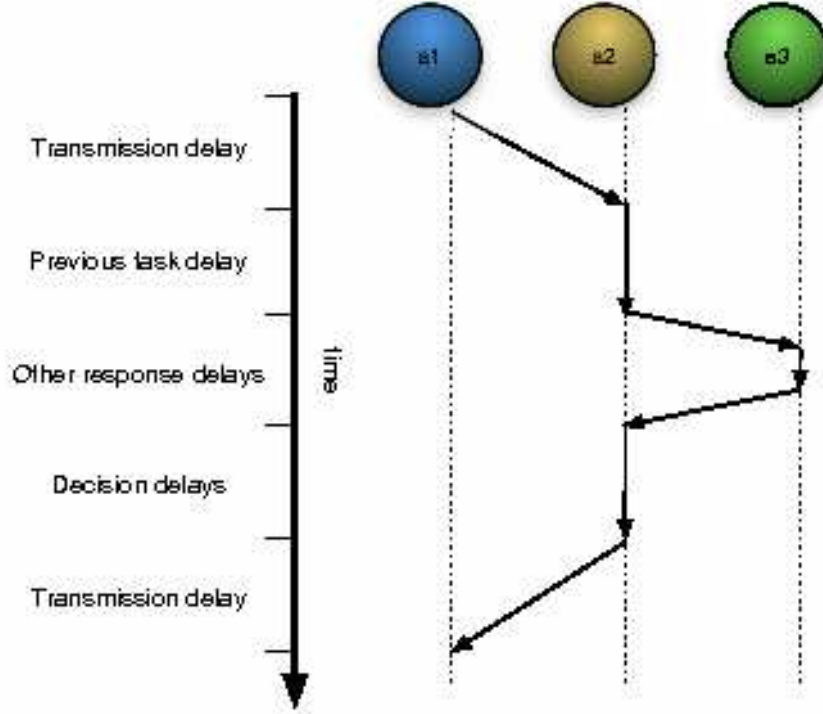 a1
a2
a3
Transmission delay
Previous task delay
Other response delays
time
Decision delays
Transmission delay